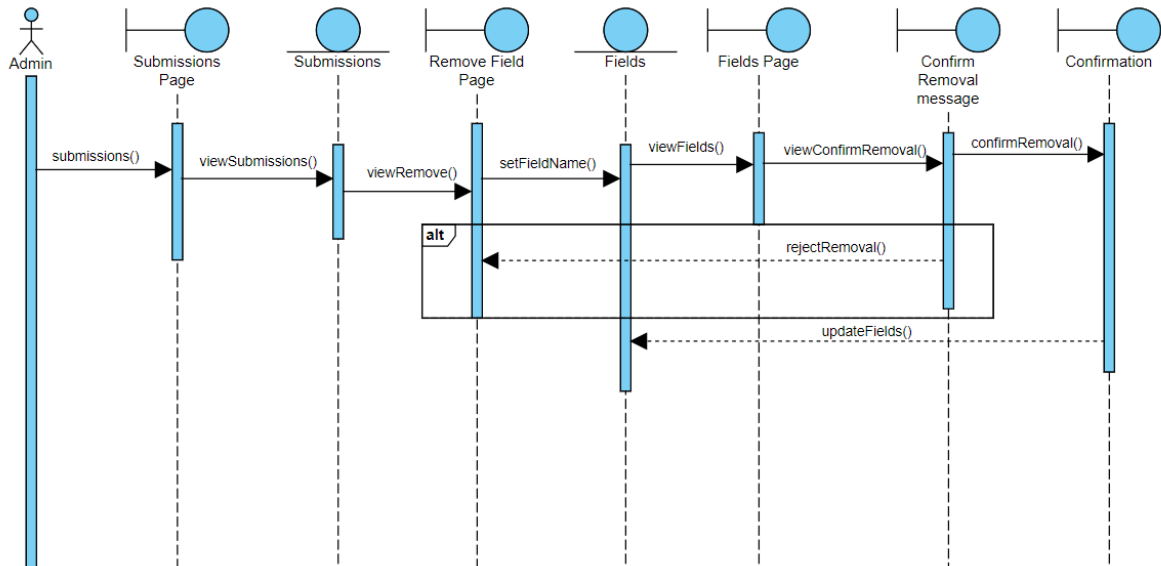 Admin
Submissions
Page
Submissions
Remove Field
Page
Fields
Fields Page
Confirm
Removal
message
Confirmation
submissions()
viewSubmissions()
viewRemove()
setFieldName()
viewFields()
viewConfirmRemoval()
confirmRemoval()
alt
rejectRemoval()
updateFields()